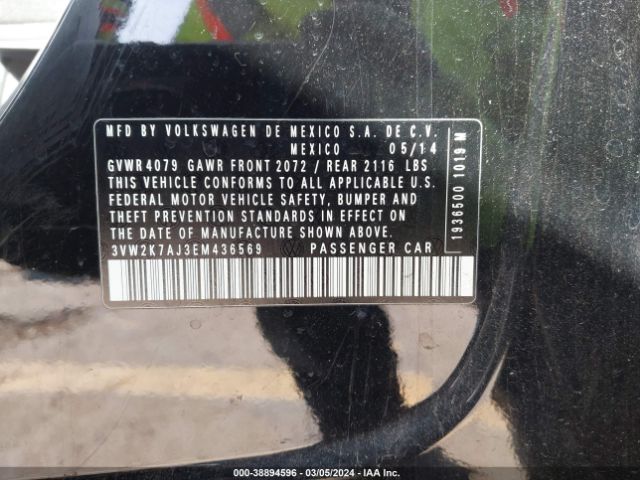 MFD BY VOLKSWAGEN DE MEXICO S.A. DE C.V.
MEXICO 05/14
GVWR 4079 GAWR FRONT 2072 / REAR 2116 LBS
THIS VEHICLE CONFORMS TO ALL APPLICABLE U.S.
FEDERAL MOTOR VEHICLE SAFETY, BUMPER AND
THEFT PREVENTION STANDARDS IN EFFECT ON
THE DATE OF MANUFACTURE SHOWN ABOVE.
3VW2K7AJ3EM436569 PASSENGER CAR
1936500 1019 M
000-38894596 - 03/05/2024 - IAA Inc.